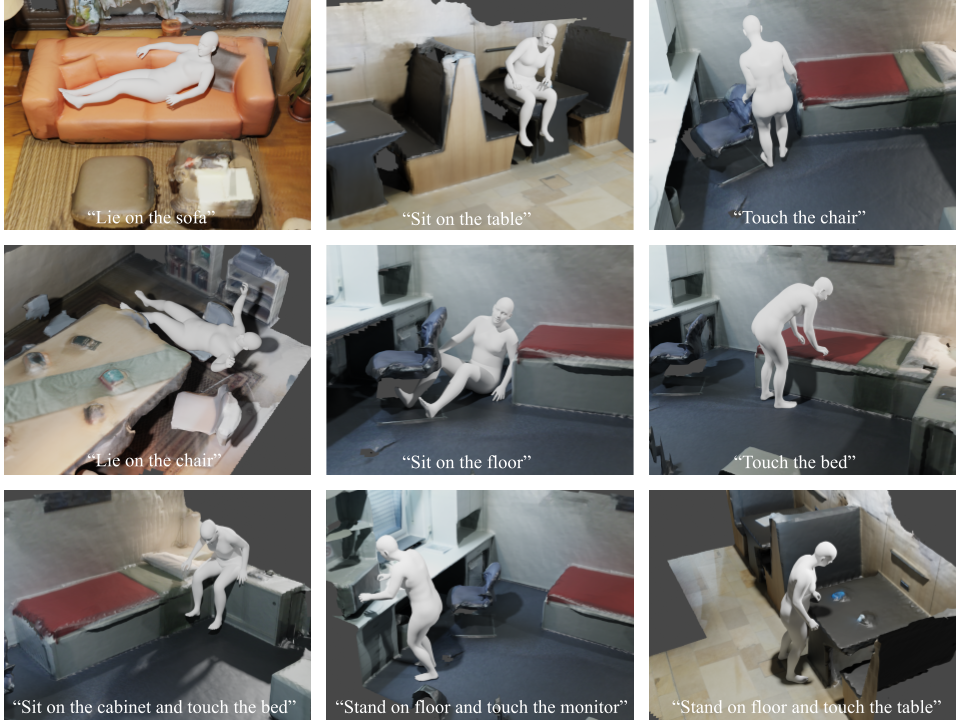 “Lie on the sofa”
“Sit on the table”
“Touch the chair”
“Lie on the chair”
“Sit on the floor”
“Touch the bed”
“Sit on the cabinet and touch the bed”
“Stand on floor and touch the monitor”
“Stand on floor and touch the table”